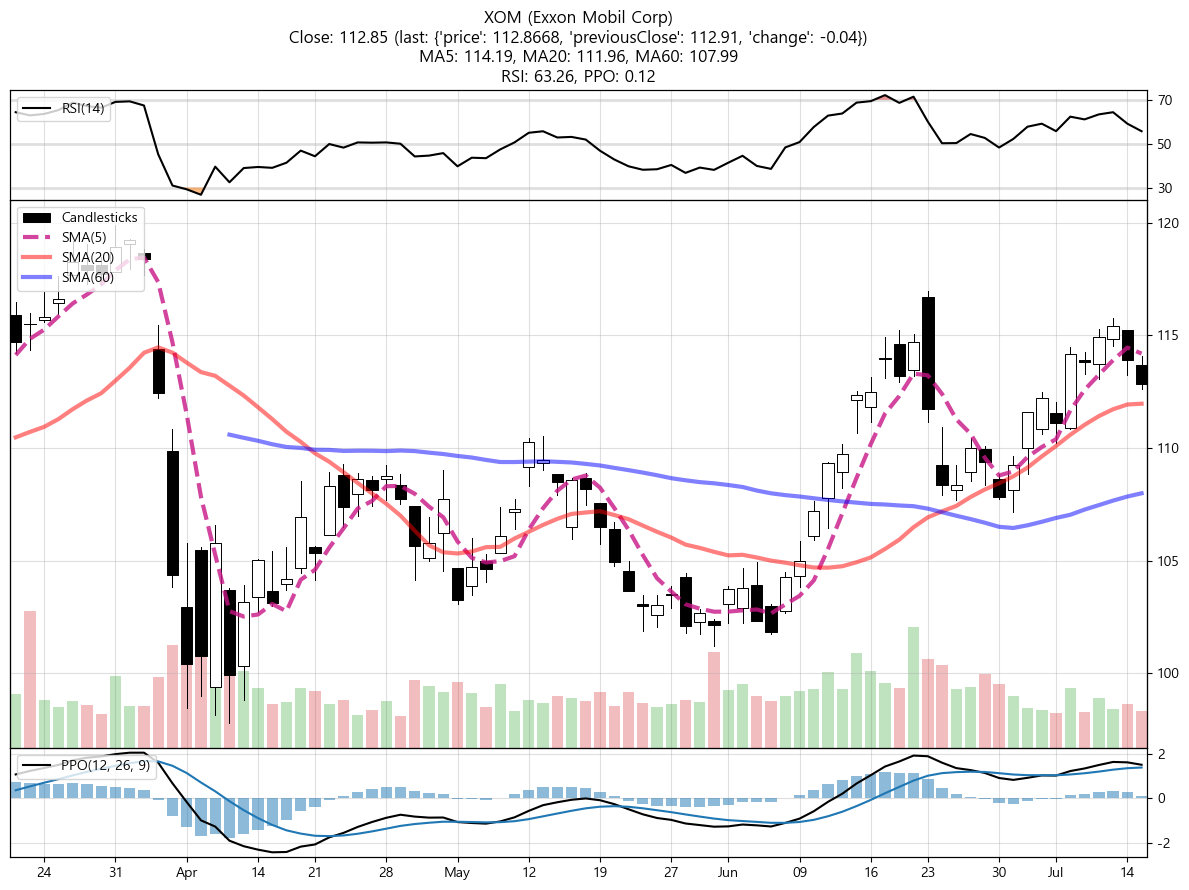 XOM (Exxon Mobil Corp)
Close: 112.85 (last: {'price': 112.8668, 'previousClose': 112.91, 'change': -0.04})
MA5: 114.19, MA20: 111.96, MA60: 107.99
RSI: 63.26, PPO: 0.12
RSI(14)
70
50
30
Candlesticks
SMA(5)
SMA(20)
SMA(60)
120
115
110
105
100
PPO(12, 26, 9)
2
0
-2
24 31 Apr 14 21 28 May 12 19 27 Jun 09 16 23 30 Jul 14